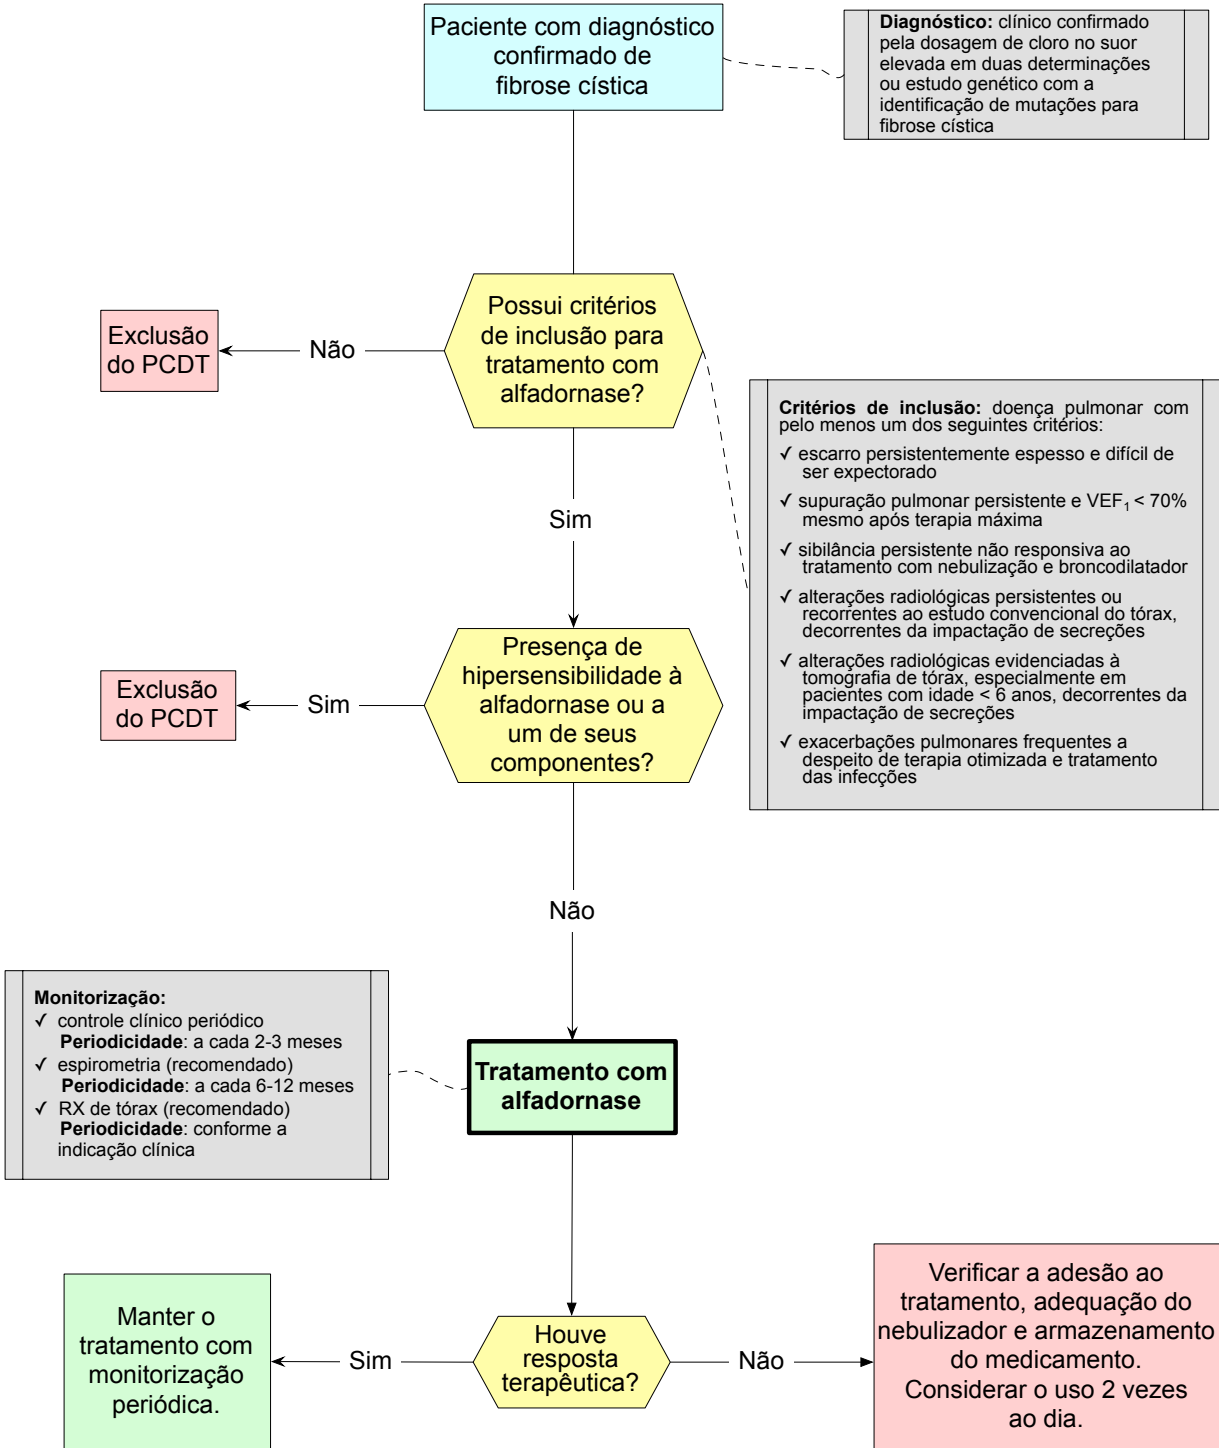 Paciente com diagnóstico
confirmado de
fibrose cística
Diagnóstico: clínico confirmado
pela dosagem de cloro no suor
elevada em duas determinações
ou estudo genético com a
identificação de mutações para
fibrose cística
Possui critérios
de inclusão para
tratamento com
alfadornase?
Não
Exclusão
do PCDT
Critérios de inclusão: doença pulmonar com
pelo menos um dos seguintes critérios:
✓ escarro persistentemente espesso e difícil de
ser expectorado
✓ supuração pulmonar persistente e VEF₁ < 70%
mesmo após terapia máxima
✓ sibilância persistente não responsiva ao
tratamento com nebulização e broncodilatador
✓ alterações radiológicas persistentes ou
recorrentes ao estudo convencional do tórax,
decorrentes da impactação de secreções
✓ alterações radiológicas evidenciadas à
tomografia de tórax, especialmente em
pacientes com idade < 6 anos, decorrentes da
impactação de secreções
✓ exacerbações pulmonares frequentes a
despeito de terapia otimizada e tratamento
das infecções
Sim
Presença de
hipersensibilidade à
alfadornase ou a
um de seus
componentes?
Sim
Exclusão
do PCDT
Não
Monitorização:
✓ controle clínico periódico
Periodicidade: a cada 2-3 meses
✓ espirometria (recomendado)
Periodicidade: a cada 6-12 meses
✓ RX de tórax (recomendado)
Periodicidade: conforme a
indicação clínica
Tratamento com
alfadornase
Houve
resposta
terapêutica?
Sim
Manter o
tratamento com
monitorização
periódica.
Não
Verificar a adesão ao
tratamento, adequação do
nebulizador e armazenamento
do medicamento.
Considerar o uso 2 vezes
ao dia.